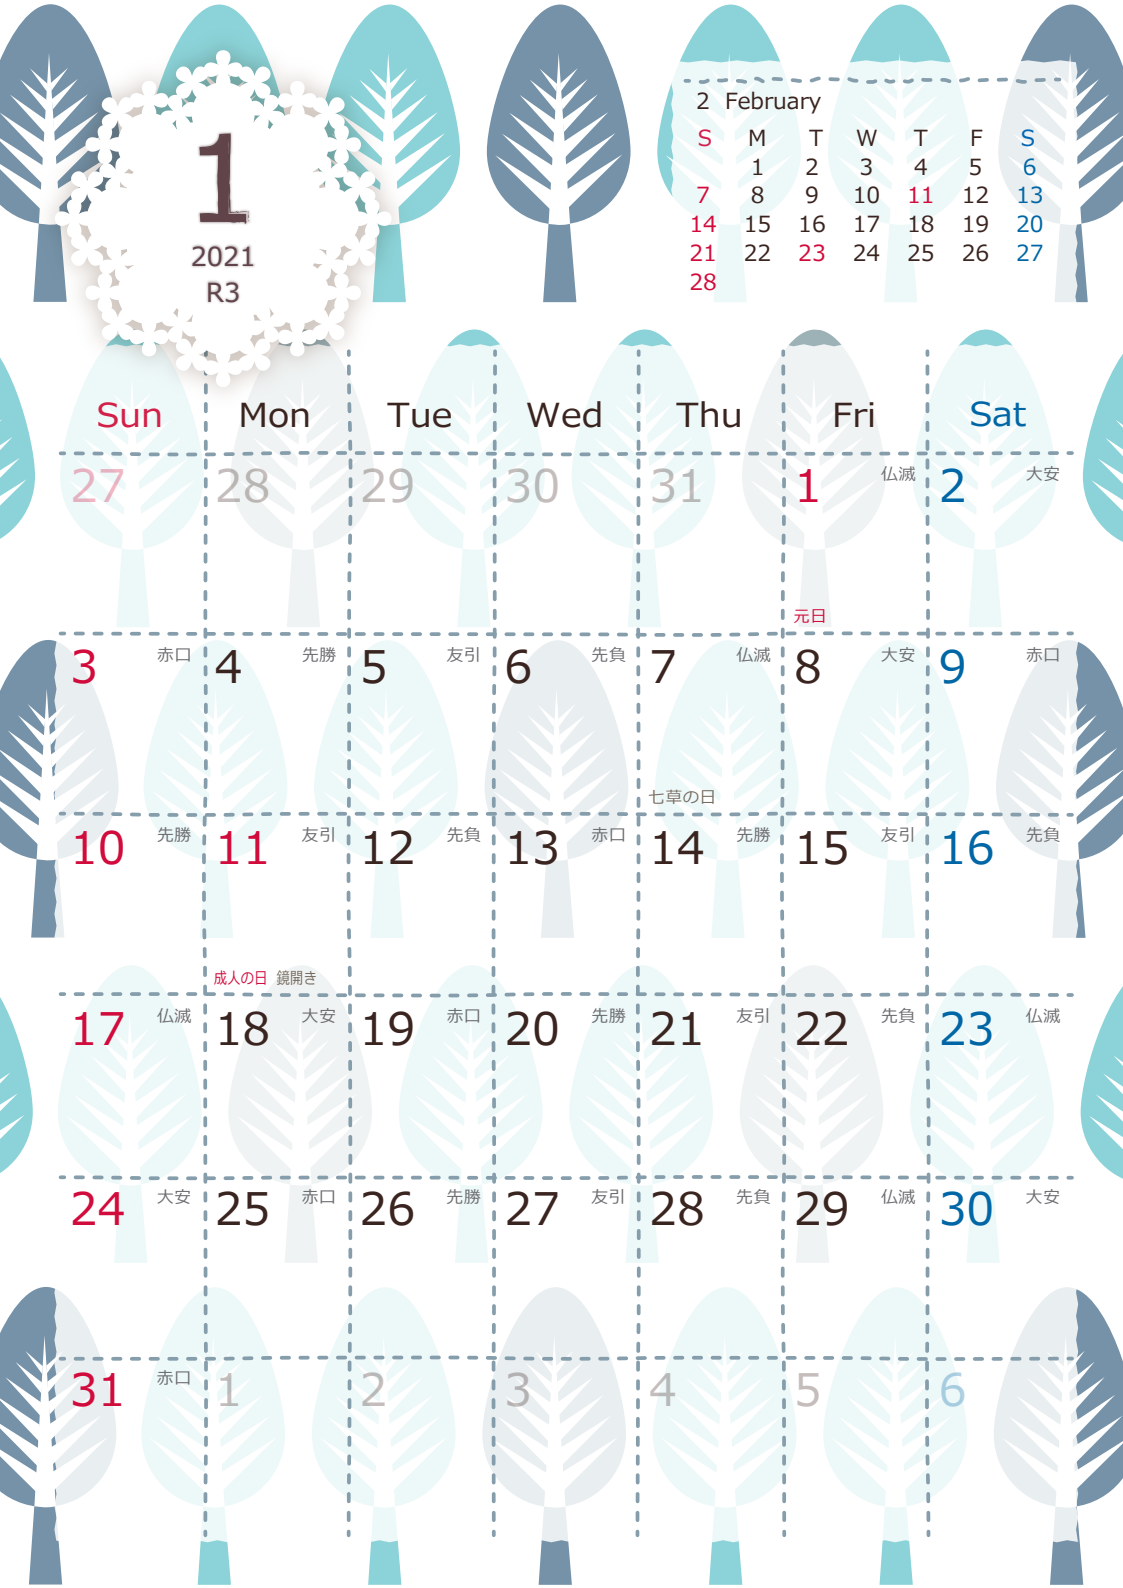 1
2021
R3
2 February
S M T W T F S
1 2 3 4 5 6
7 8 9 10 11 12 13
14 15 16 17 18 19 20
21 22 23 24 25 26 27
28
Sun Mon Tue Wed Thu Fri Sat
27 28 29 30 31 1 仏滅 2 大安
元日
3 赤口 4 先勝 5 友引 6 先負 7 仏滅 8 大安 9 赤口
七草の日
10 先勝 11 友引 12 先負 13 赤口 14 先勝 15 友引 16 先負
成人の日 鏡開き
17 仏滅 18 大安 19 赤口 20 先勝 21 友引 22 先負 23 仏滅
24 大安 25 赤口 26 先勝 27 友引 28 先負 29 仏滅 30 大安
31 赤口 1 2 3 4 5 6